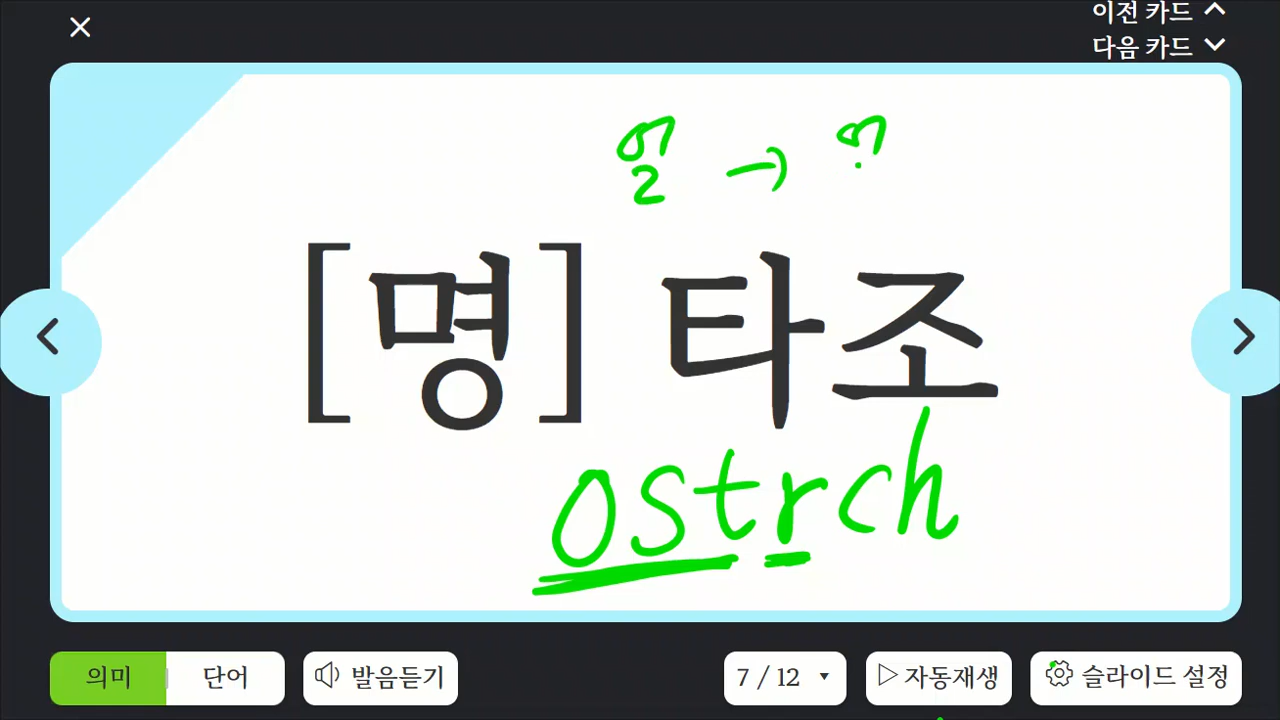 이전 카드
다음 카드
[명] 타조
ostrch
의미
단어
발음듣기
7 / 12
자동재생
슬라이드 설정